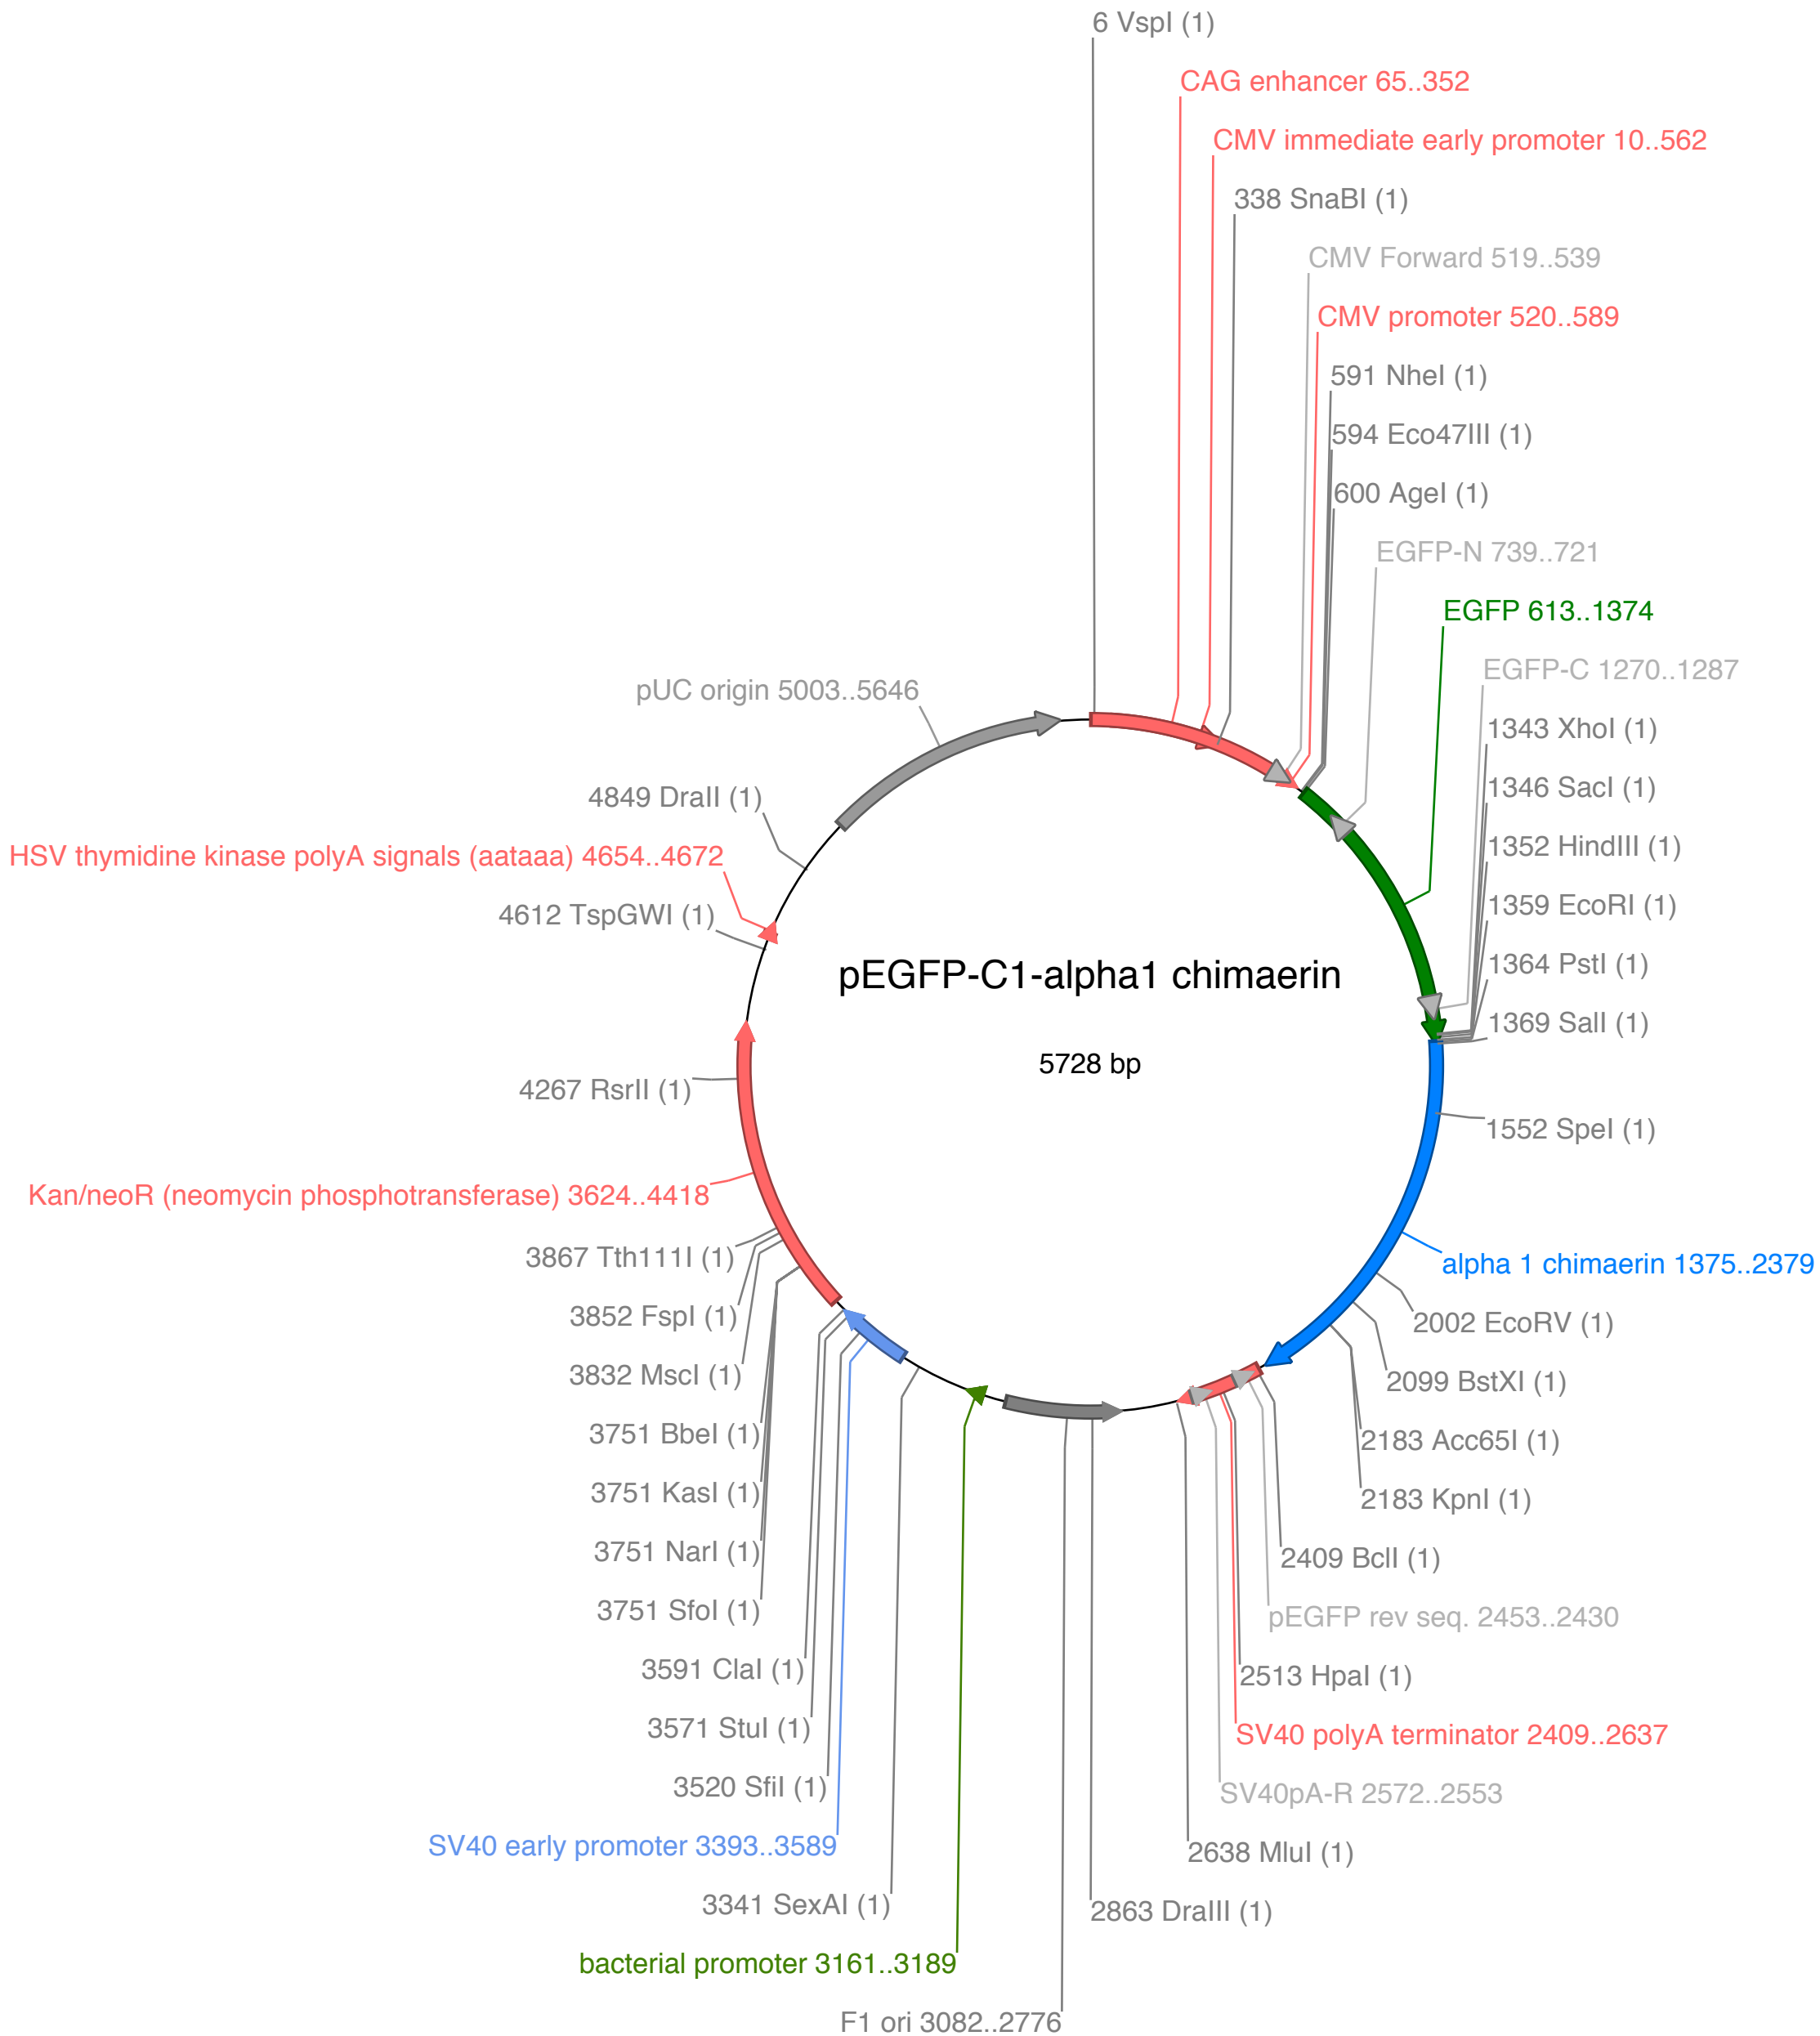 6 VspI (1)
CAG enhancer 65..352
CMV immediate early promoter 10..562
338 SnaBI (1)
CMV Forward 519..539
CMV promoter 520..589
591 NheI (1)
594 Eco47III (1)
600 AgeI (1)
EGFP-N 739..721
EGFP 613..1374
EGFP-C 1270..1287
1343 XhoI (1)
1346 SacI (1)
1352 HindIII (1)
1359 EcoRI (1)
1364 PstI (1)
1369 SalI (1)
1552 SpeI (1)
alpha 1 chimaerin 1375..2379
2002 EcoRV (1)
2099 BstXI (1)
2183 Acc65I (1)
2183 KpnI (1)
2409 BclI (1)
pEGFP rev seq. 2453..2430
2513 HpaI (1)
SV40 polyA terminator 2409..2637
SV40pA-R 2572..2553
2638 MluI (1)
2863 DraIII (1)
F1 ori 3082..2776
bacterial promoter 3161..3189
3341 SexAI (1)
SV40 early promoter 3393..3589
3520 SfiI (1)
3571 StuI (1)
3591 ClaI (1)
3751 SfoI (1)
3751 NarI (1)
3751 KasI (1)
3751 BbeI (1)
3832 MscI (1)
3852 FspI (1)
3867 Tth111I (1)
Kan/neoR (neomycin phosphotransferase) 3624..4418
4267 RsrII (1)
4612 TspGWI (1)
HSV thymidine kinase polyA signals (aataaa) 4654..4672
4849 DraII (1)
pUC origin 5003..5646
pEGFP-C1-alpha1 chimaerin
5728 bp